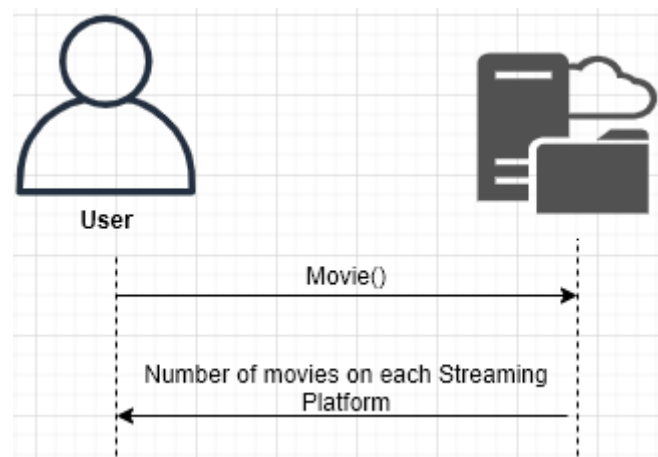 User
Movie()
Number of movies on each Streaming
Platform